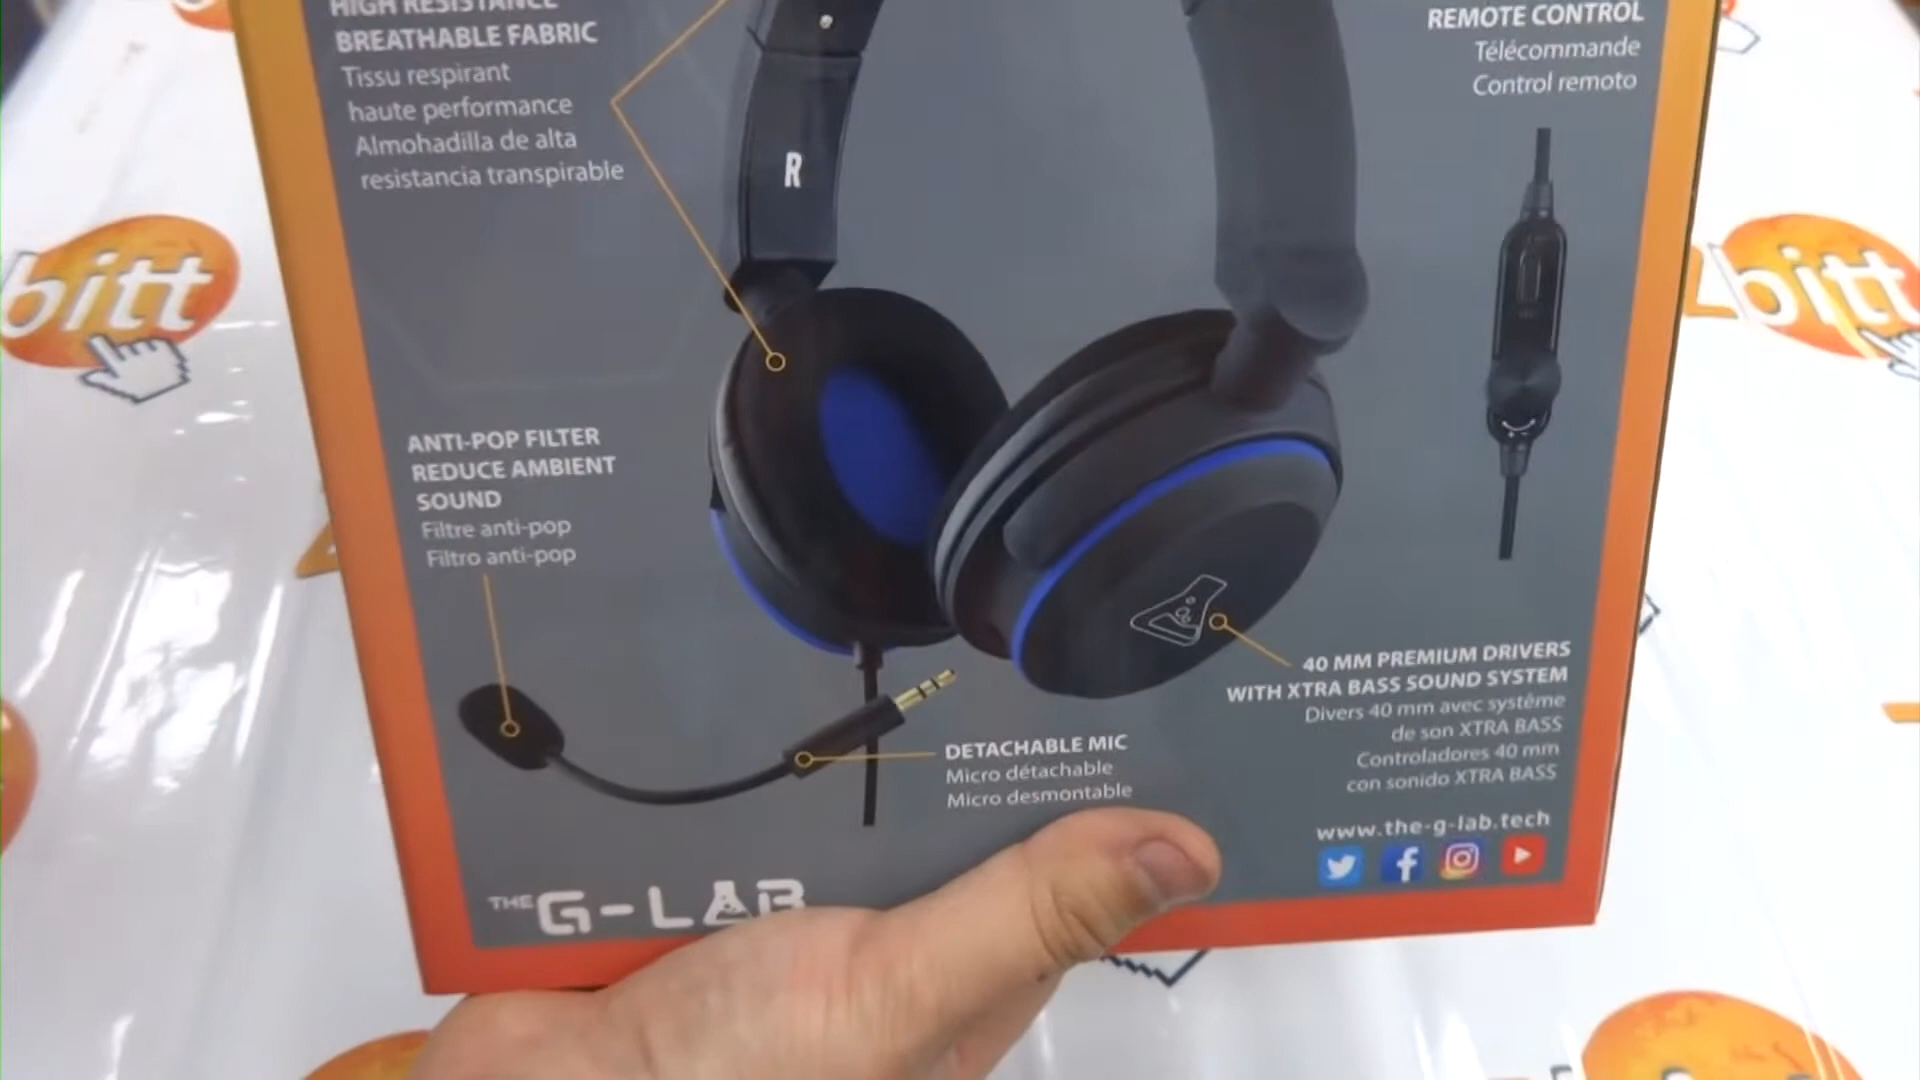 HIGH RESISTANCE
BREATHABLE FABRIC
Tissu respirant
haute performance
Almohadilla de alta
resistancia transpirable
REMOTE CONTROL
Télécommande
Control remoto
R
bitt
bitt
ANTI-POP FILTER
REDUCE AMBIENT
SOUND
Filtre anti-pop
Filtro anti-pop
40 MM PREMIUM DRIVERS
WITH XTRA BASS SOUND SYSTEM
Divers 40 mm avec système
de son XTRA BASS
Controladores 40 mm
con sonido XTRA BASS
DETACHABLE MIC
Micro détachable
Micro desmontable
www.the-g-lab.tech
THE G-LAB